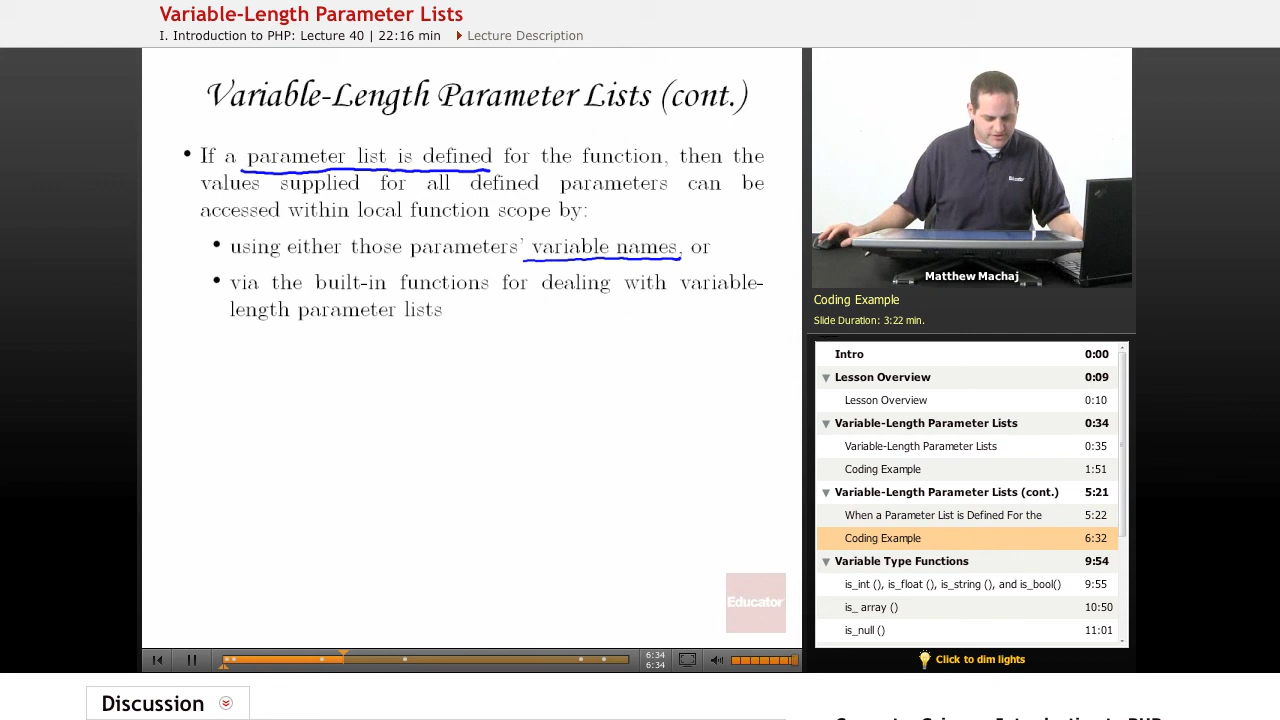 Variable-Length Parameter Lists
I. Introduction to PHP: Lecture 40 | 22:16 min Lecture Description
Variable-Length Parameter Lists (cont.)
• If a parameter list is defined for the function, then the
values supplied for all defined parameters can be
accessed within local function scope by:
• using either those parameters' variable names, or
• via the built-in functions for dealing with variable-
length parameter lists
Educator
6:34
6:34
Matthew Machaj
Coding Example
Slide Duration: 3:22 min.
Intro 0:00
Lesson Overview 0:09
Lesson Overview 0:10
Variable-Length Parameter Lists 0:34
Variable-Length Parameter Lists 0:35
Coding Example 1:51
Variable-Length Parameter Lists (cont.) 5:21
When a Parameter List is Defined For the 5:22
Coding Example 6:32
Variable Type Functions 9:54
is_int (), is_float (), is_string (), and is_bool() 9:55
is_ array () 10:50
is_null () 11:01
Click to dim lights
Discussion
Computer Science: Introduction to PHP